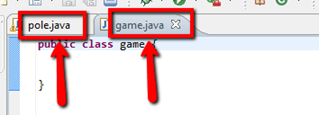 pole.java game.java
public class game {
}